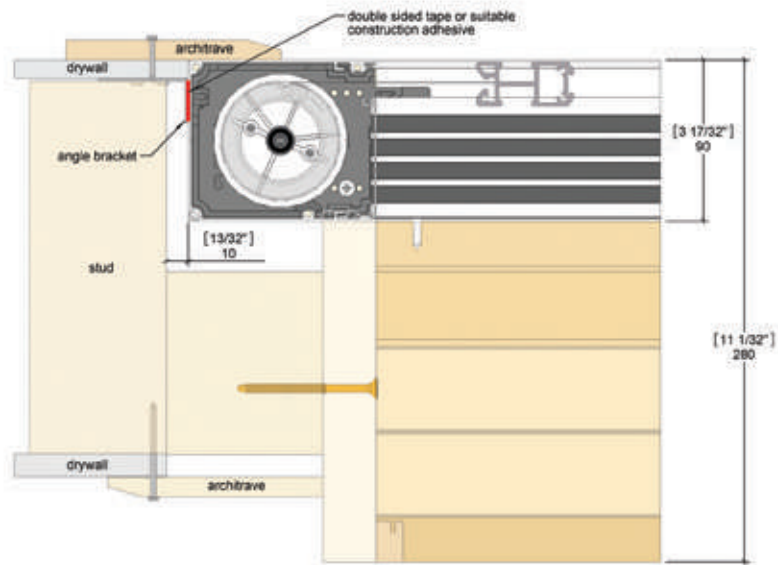 double sided tape or suitable
construction adhesive
architrave
drywall
angle bracket
[3 17/32"]
90
[13/32"]
10
stud
[11 1/32"]
280
drywall
architrave